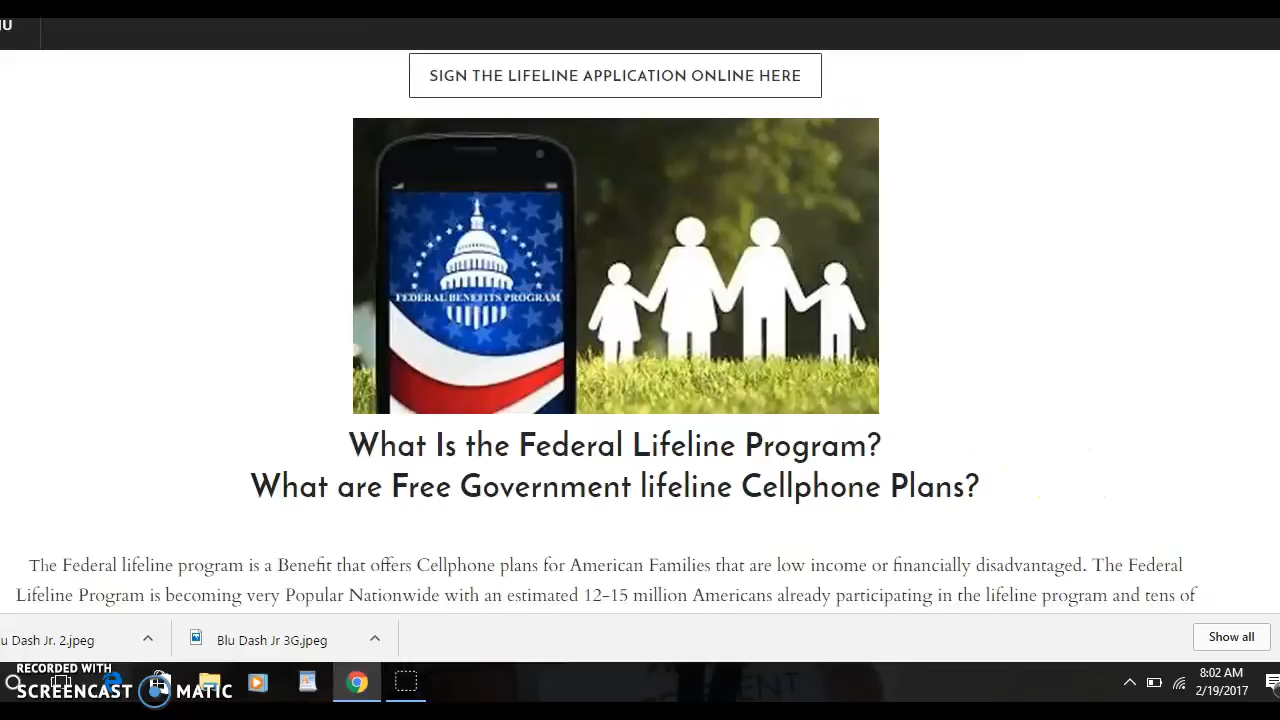 SIGN THE LIFELINE APPLICATION ONLINE HERE
FEDERAL BENEFITS PROGRAM
What Is the Federal Lifeline Program?
What are Free Government lifeline Cellphone Plans?
The Federal lifeline program is a Benefit that offers Cellphone plans for American Families that are low income or financially disadvantaged. The Federal
Lifeline Program is becoming very Popular Nationwide with an estimated 12-15 million Americans already participating in the lifeline program and tens of
u Dash Jr. 2.jpeg
Blu Dash Jr 3G.jpeg
Show all
RECORDED WITH
SCREENCAST MATIC
8:02 AM
2/19/2017